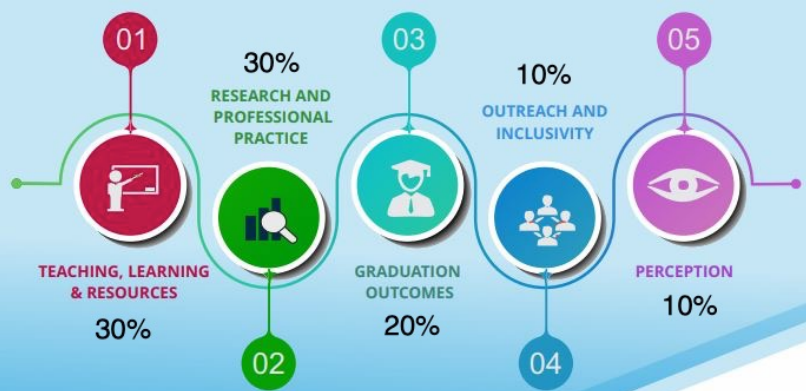 01
TEACHING, LEARNING
& RESOURCES
30%
30%
RESEARCH AND
PROFESSIONAL
PRACTICE
02
03
GRADUATION
OUTCOMES
20%
10%
OUTREACH AND
INCLUSIVITY
04
05
PERCEPTION
10%